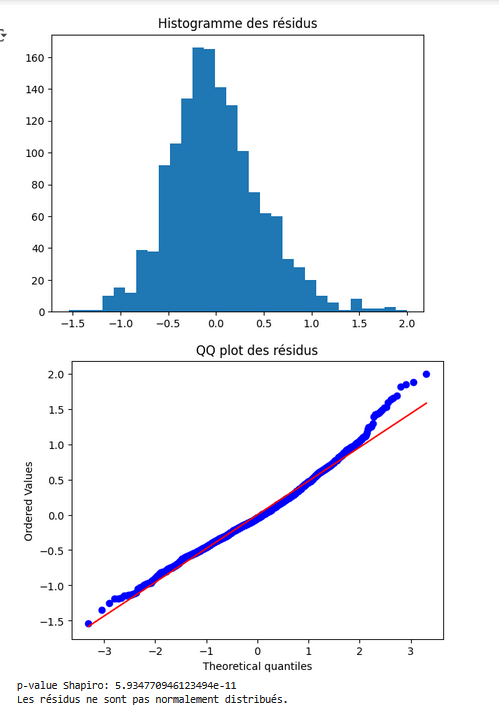 Histogramme des résidus
160
140
120
100
80
60
40
20
0
−1.5 −1.0 −0.5 0.0 0.5 1.0 1.5 2.0
QQ plot des résidus
2.0
1.5
1.0
0.5
0.0
−0.5
−1.0
−1.5
Ordered Values
−3 −2 −1 0 1 2 3
Theoretical quantiles
p-value Shapiro: 5.934770946123494e-11
Les résidus ne sont pas normalement distribués.